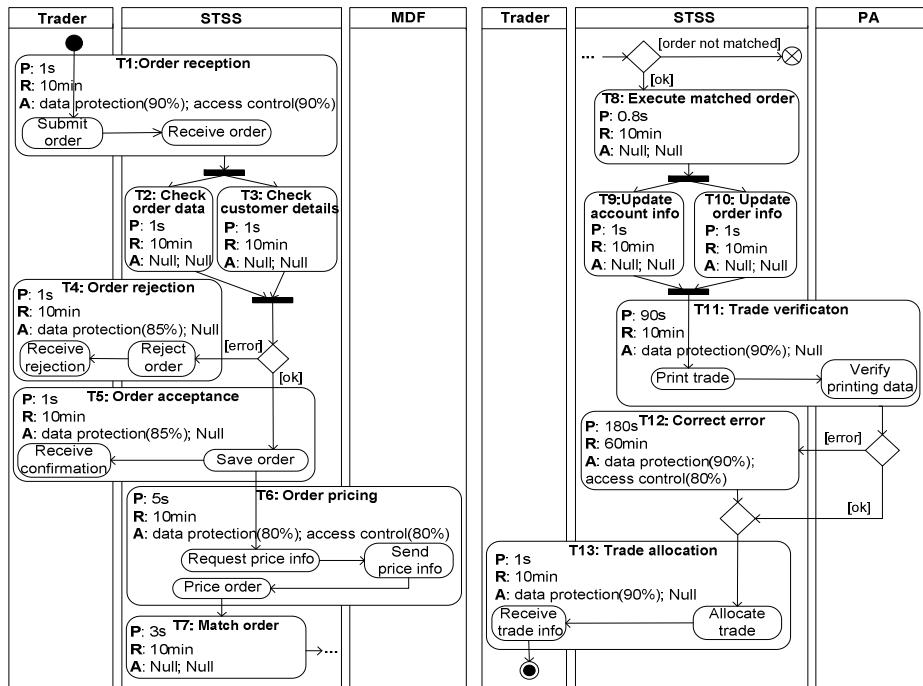 Trader
STSS
MDF
T1:Order reception
P: 1s
R: 10min
A: data protection(90%); access control(90%)
Submit
order
Receive order
T2: Check
order data
P: 1s
R: 10min
A: Null; Null
T3: Check
customer details
P: 1s
R: 10min
A: Null; Null
T4: Order rejection
P: 1s
R: 10min
A: data protection(85%); Null
Receive
rejection
Reject
order
[error]
[ok]
T5: Order acceptance
P: 1s
R: 10min
A: data protection(85%); Null
Receive
confirmation
Save order
T6: Order pricing
P: 5s
R: 10min
A: data protection(80%); access control(80%)
Request price info
Send
price info
Price order
T7: Match order
P: 3s
R: 10min
A: Null; Null
...
Trader
STSS
PA
...
[order not matched]
[ok]
T8: Execute matched order
P: 0.8s
R: 10min
A: Null; Null
T9:Update
account info
P: 1s
R: 10min
A: Null; Null
T10: Update
order info
P: 1s
R: 10min
A: Null; Null
T11: Trade verificaton
P: 90s
R: 10min
A: data protection(90%); Null
Print trade
Verify
printing data
T12: Correct error
P: 180s
R: 60min
A: data protection(90%);
access control(80%)
[error]
[ok]
T13: Trade allocation
P: 1s
R: 10min
A: data protection(90%); Null
Receive
trade info
Allocate
trade